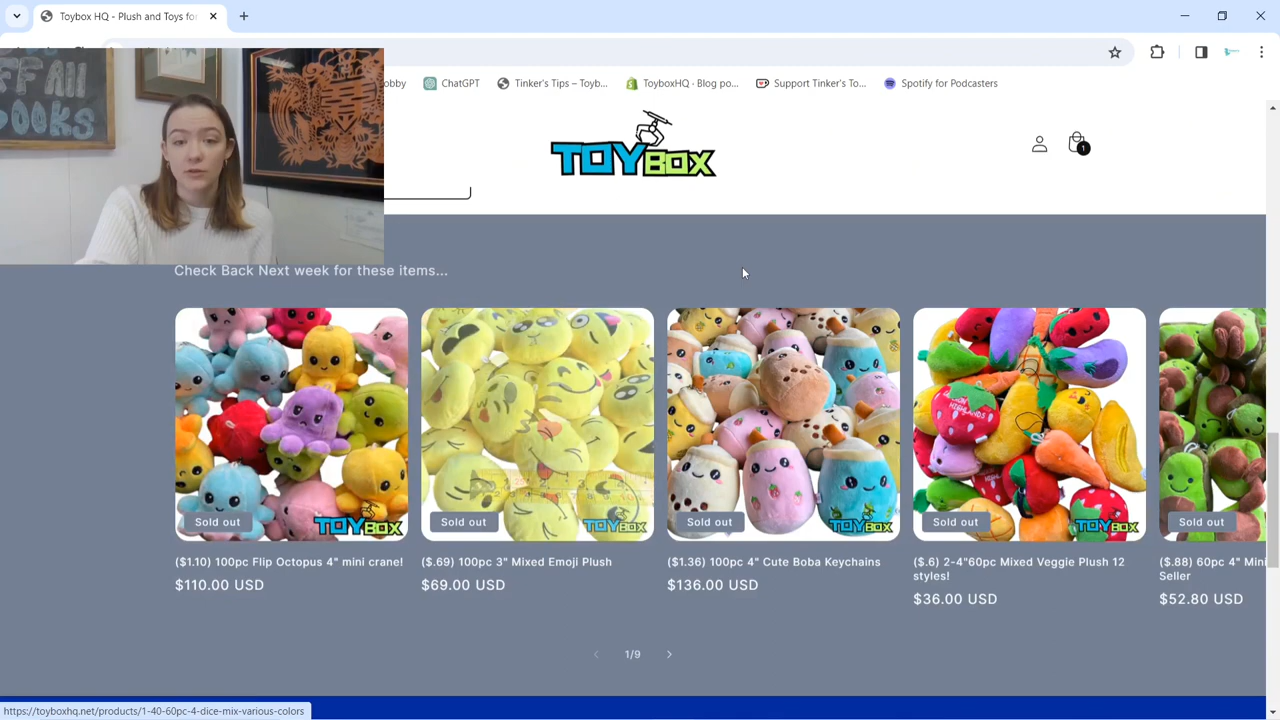 Toybox HQ - Plush and Toys for
obby
ChatGPT
Tinker's Tips – Toyb...
ToyboxHQ · Blog po...
Support Tinker's To...
Spotify for Podcasters
FFALL
OOKS
TOYBOX
1
Check Back Next week for these items...
Sold out
TOYBOX
Sold out
TOYBOX
Sold out
TOYBOX
HIGHLANDS
Sold out
TOYBOX
Sold out
($1.10) 100pc Flip Octopus 4" mini crane!
$110.00 USD
($.69) 100pc 3" Mixed Emoji Plush
$69.00 USD
($1.36) 100pc 4" Cute Boba Keychains
$136.00 USD
($.6) 2-4"60pc Mixed Veggie Plush 12
styles!
$36.00 USD
($.88) 60pc 4" Mini
Seller
$52.80 USD
1/9
https://toyboxhq.net/products/1-40-60pc-4-dice-mix-various-colors